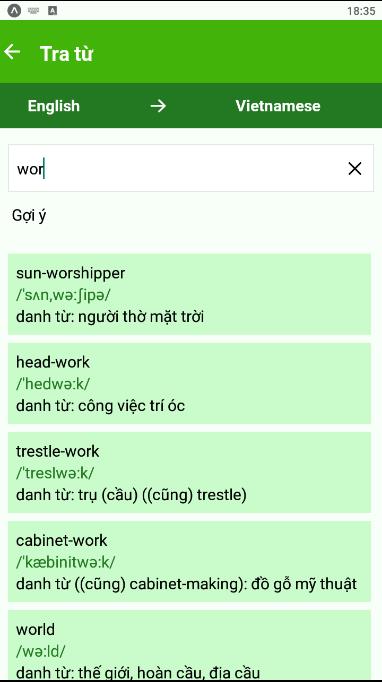 18:35
Tra từ
English
Vietnamese
wor
Gợi ý
sun-worshipper
/'sʌn,wə:ʃipə/
danh từ: người thờ mặt trời
head-work
/'hedwə:k/
danh từ: công việc trí óc
trestle-work
/'treslwə:k/
danh từ: trụ (cầu) ((cũng) trestle)
cabinet-work
/'kæbinitwə:k/
danh từ ((cũng) cabinet-making): đồ gỗ mỹ thuật
world
/wə:ld/
danh từ: thế giới, hoàn cầu, địa cầu